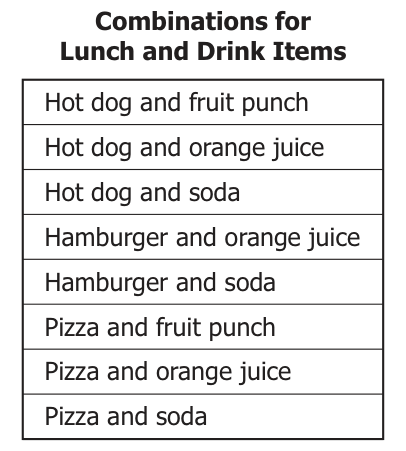 Combinations for
Lunch and Drink Items
Hot dog and fruit punch
Hot dog and orange juice
Hot dog and soda
Hamburger and orange juice
Hamburger and soda
Pizza and fruit punch
Pizza and orange juice
Pizza and soda